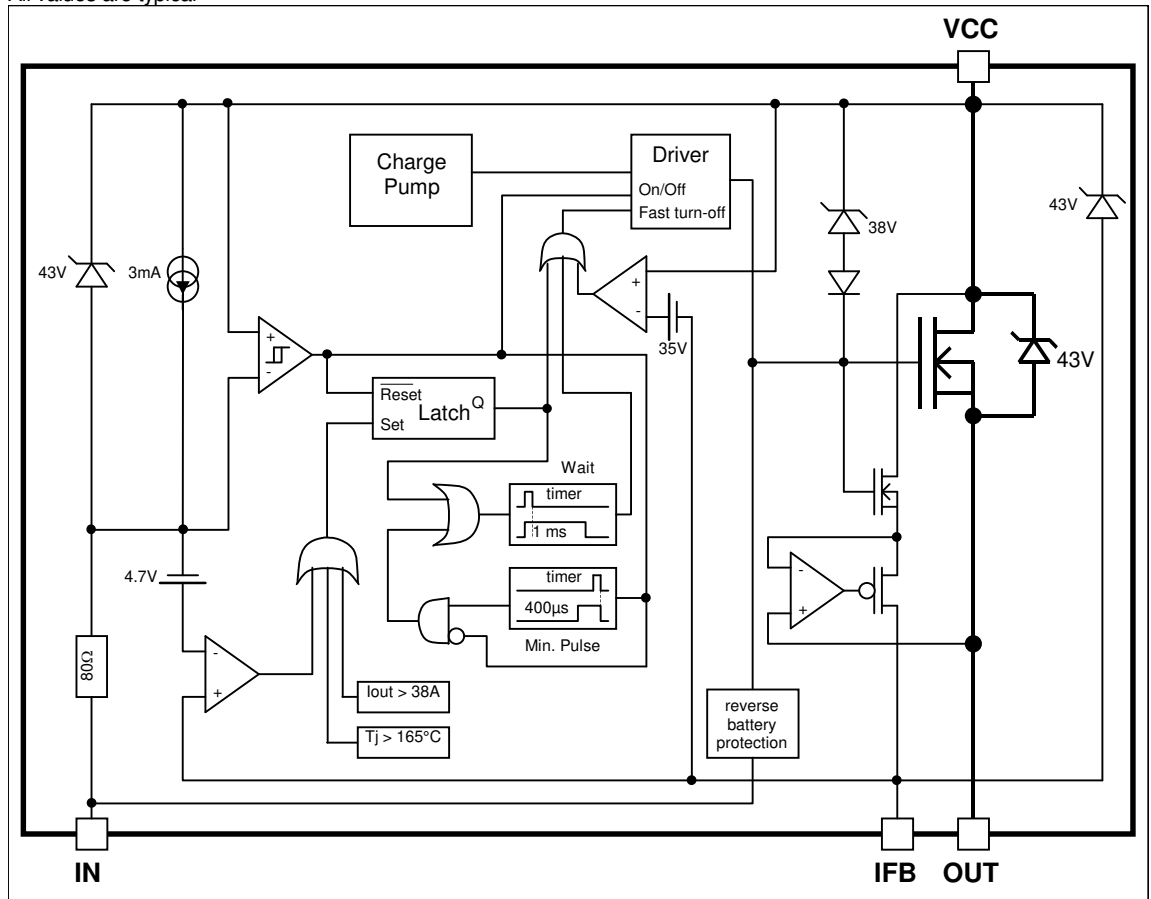 All values are typical
VCC
Charge
Pump
Driver
On/Off
Fast turn-off
43V
3mA
38V
43V
+
-
35V
+
-
43V
Reset
Latch
Q
Set
Wait
timer
1 ms
4.7V
timer
400µs
Min. Pulse
-
+
80Ω
-
+
Iout > 38A
Tj > 165°C
reverse
battery
protection
IN
IFB
OUT